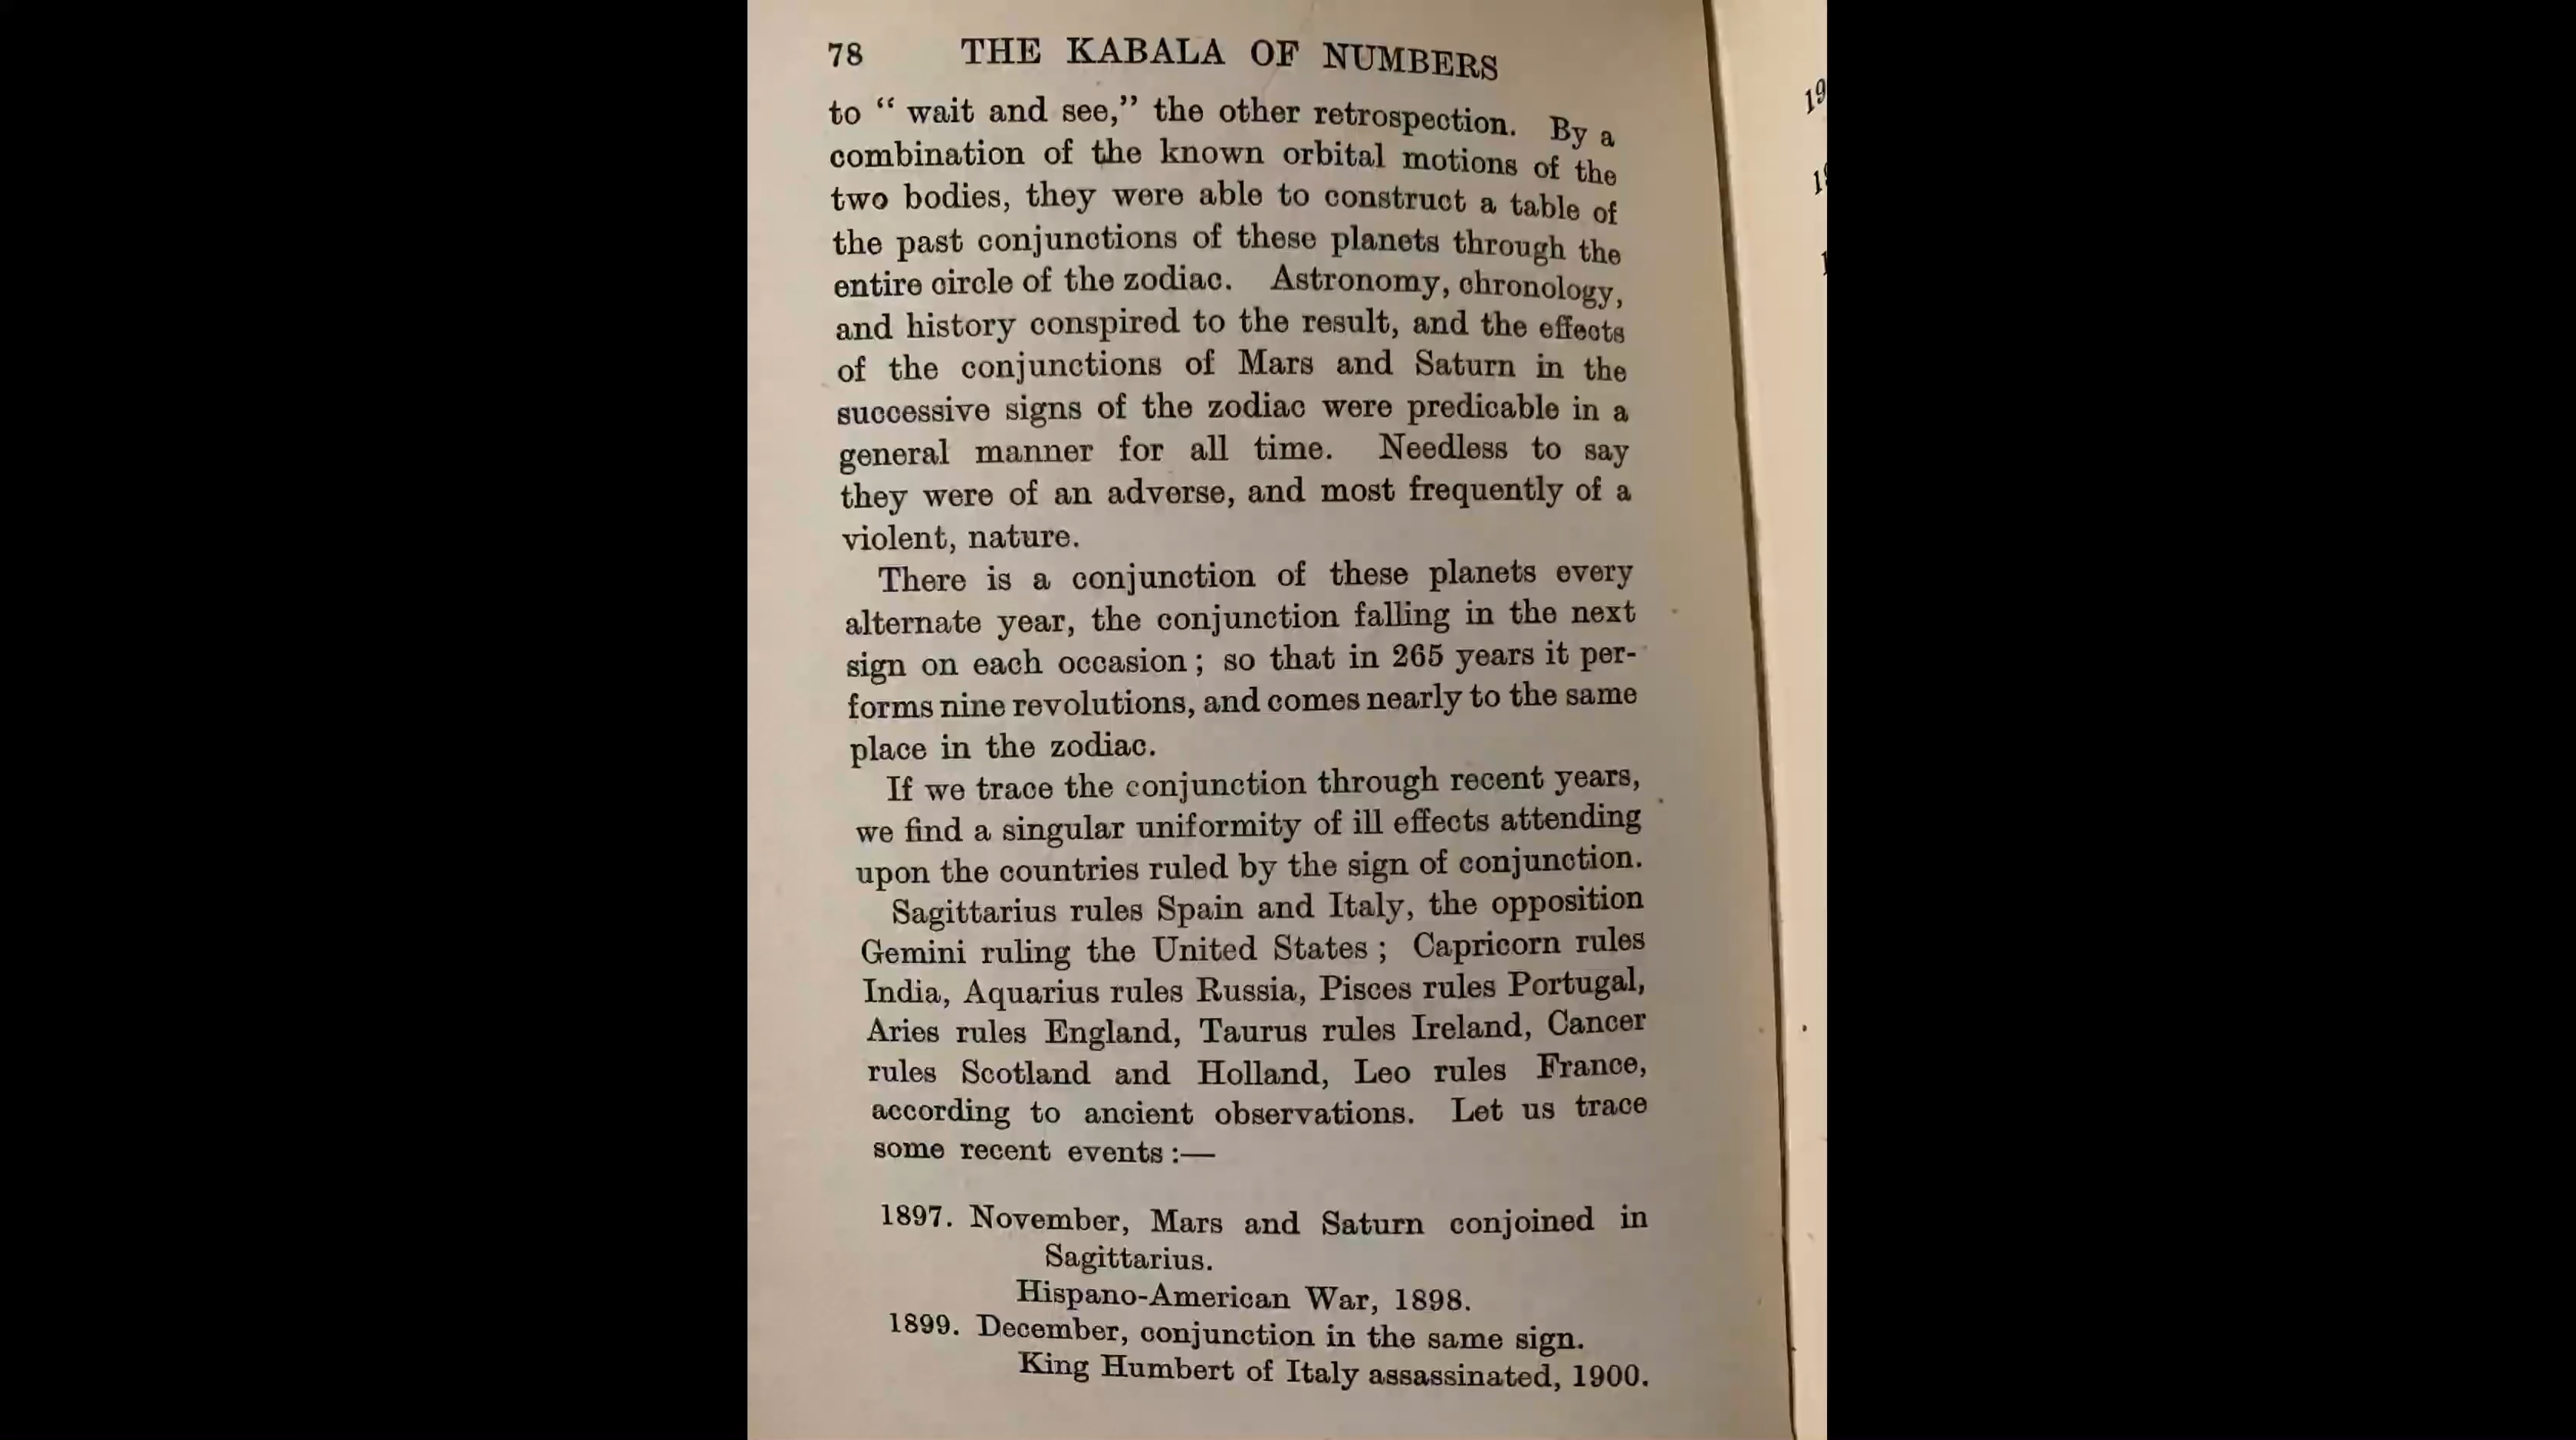 78 THE KABALA OF NUMBERS
to “ wait and see,” the other retrospection. By a
combination of the known orbital motions of the
two bodies, they were able to construct a table of
the past conjunctions of these planets through the
entire circle of the zodiac. Astronomy, chronology,
and history conspired to the result, and the effects
of the conjunctions of Mars and Saturn in the
successive signs of the zodiac were predicable in a
general manner for all time. Needless to say
they were of an adverse, and most frequently of a
violent, nature.
There is a conjunction of these planets every
alternate year, the conjunction falling in the next
sign on each occasion ; so that in 265 years it per-
forms nine revolutions, and comes nearly to the same
place in the zodiac.
If we trace the conjunction through recent years,
we find a singular uniformity of ill effects attending
upon the countries ruled by the sign of conjunction.
Sagittarius rules Spain and Italy, the opposition
Gemini ruling the United States ; Capricorn rules
India, Aquarius rules Russia, Pisces rules Portugal,
Aries rules England, Taurus rules Ireland, Cancer
rules Scotland and Holland, Leo rules France,
according to ancient observations. Let us trace
some recent events :—
1897. November, Mars and Saturn conjoined in
Sagittarius.
Hispano-American War, 1898.
1899. December, conjunction in the same sign.
King Humbert of Italy assassinated, 1900.